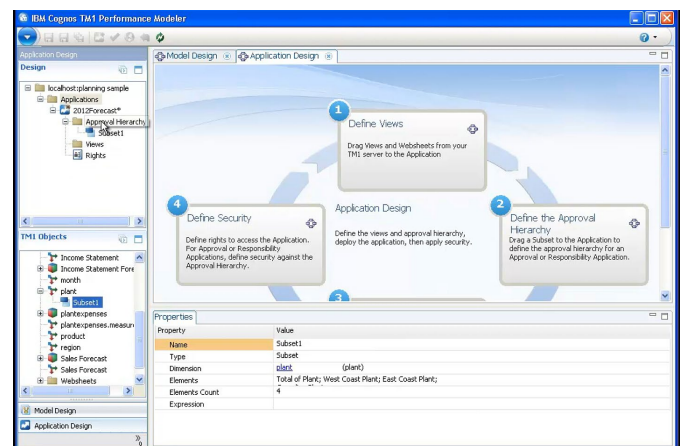 IBM Cognos TM1 Performance Modeler
Application Design
Design
localhost:planning sample
Applications
2012Forecast*
Approval Hierarchy
Subset1
Views
Rights
TM1 Objects
Income Statement
Income Statement Fore
month
plant
Subset1
plantexpenses
plantexpenses.measure
product
region
Sales Forecast
Sales Forecast
Websheets
Model Design
Application Design
Model Design
Application Design
1
Define Views
Drag Views and Websheets from your
TM1 server to the Application
4
Define Security
Define rights to access the Application.
For Approval or Responsibility
Applications, define security against the
Approval Hierarchy.
Application Design
Define the views and approval hierarchy,
deploy the application, then apply security.
2
Define the Approval
Hierarchy
Drag a Subset to the Application to
define the approval hierarchy for an
Approval or Responsibility Application.
3
Properties
Property Value
Name Subset1
Type Subset
Dimension plant (plant)
Elements Total of Plant; West Coast Plant; East Coast Plant;
Elements Count 4
Expression